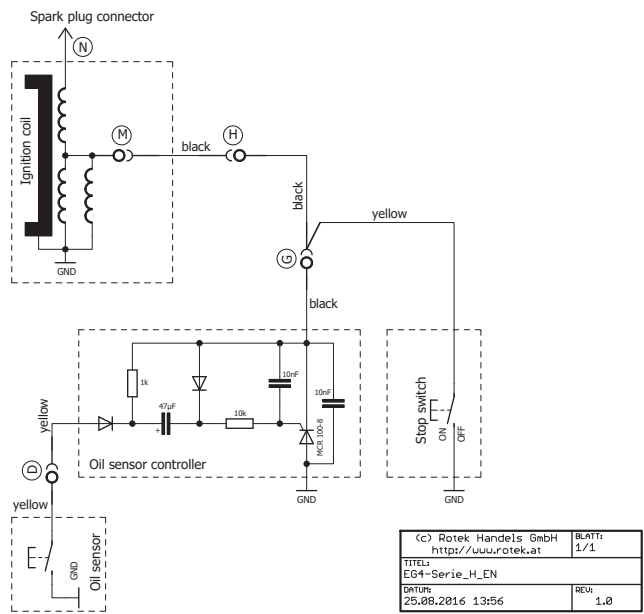 Spark plug connector
N
Ignition coil
M
H
black
black
yellow
GND
G
black
1k
10nF
10nF
47µF
+
10k
MCR 100-8
Oil sensor controller
GND
Stop switch
ON
OFF
GND
yellow
D
yellow
GND
Oil sensor
(c) Rotek Handels GmbH
http://www.rotek.at
BLATT:
1/1
TITEL:
EG4-Serie_H_EN
DATUM:
25.08.2016 13:56
REV:
1.0